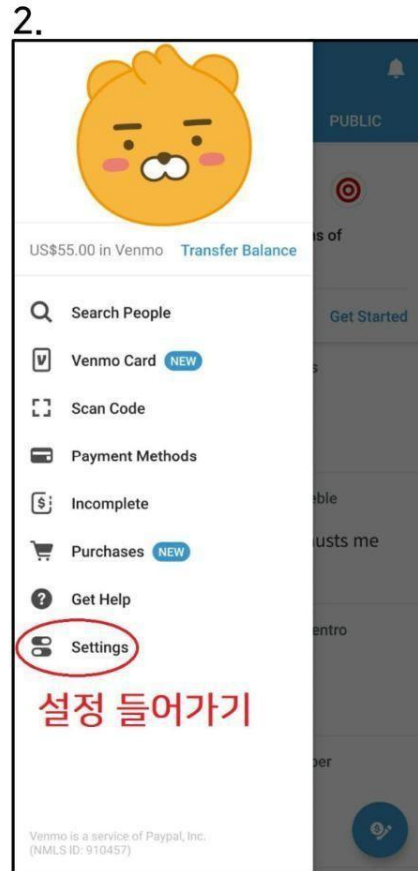 2.
PUBLIC
US$55.00 in Venmo Transfer Balance
ns of
Search People
Get Started
Venmo Card NEW
s
Scan Code
Payment Methods
Incomplete
eble
Purchases NEW
usts me
Get Help
entro
Settings
설정 들어가기
per
Venmo is a service of Paypal, Inc.
(NMLS ID: 910457)